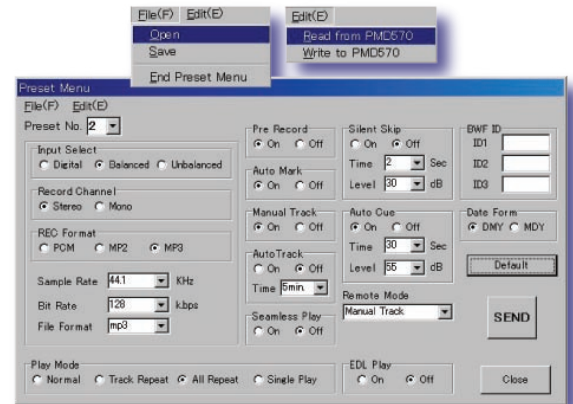 File(F) Edit(E)
Open
Save
End Preset Menu
Edit(E)
Read from PMD570
Write to PMD570
Preset Menu
File(F) Edit(E)
Preset No. 2
Input Select
Digital Balanced Unbalanced
Record Channel
Stereo Mono
REC Format
PCM MP2 MP3
Sample Rate 44.1 KHz
Bit Rate 128 k.bps
File Format mp3
Pre Record
On Off
Auto Mark
On Off
Manual Track
On Off
AutoTrack
On Off
Time 5min.
Seamless Play
On Off
Silent Skip
On Off
Time 2 Sec
Level 30 dB
Auto Cue
On Off
Time 30 Sec
Level 55 dB
Remote Mode
Manual Track
BWF ID
ID1
ID2
ID3
Date Form
DMY MDY
Default
SEND
Play Mode
Normal Track Repeat All Repeat Single Play
EDL Play
On Off
Close